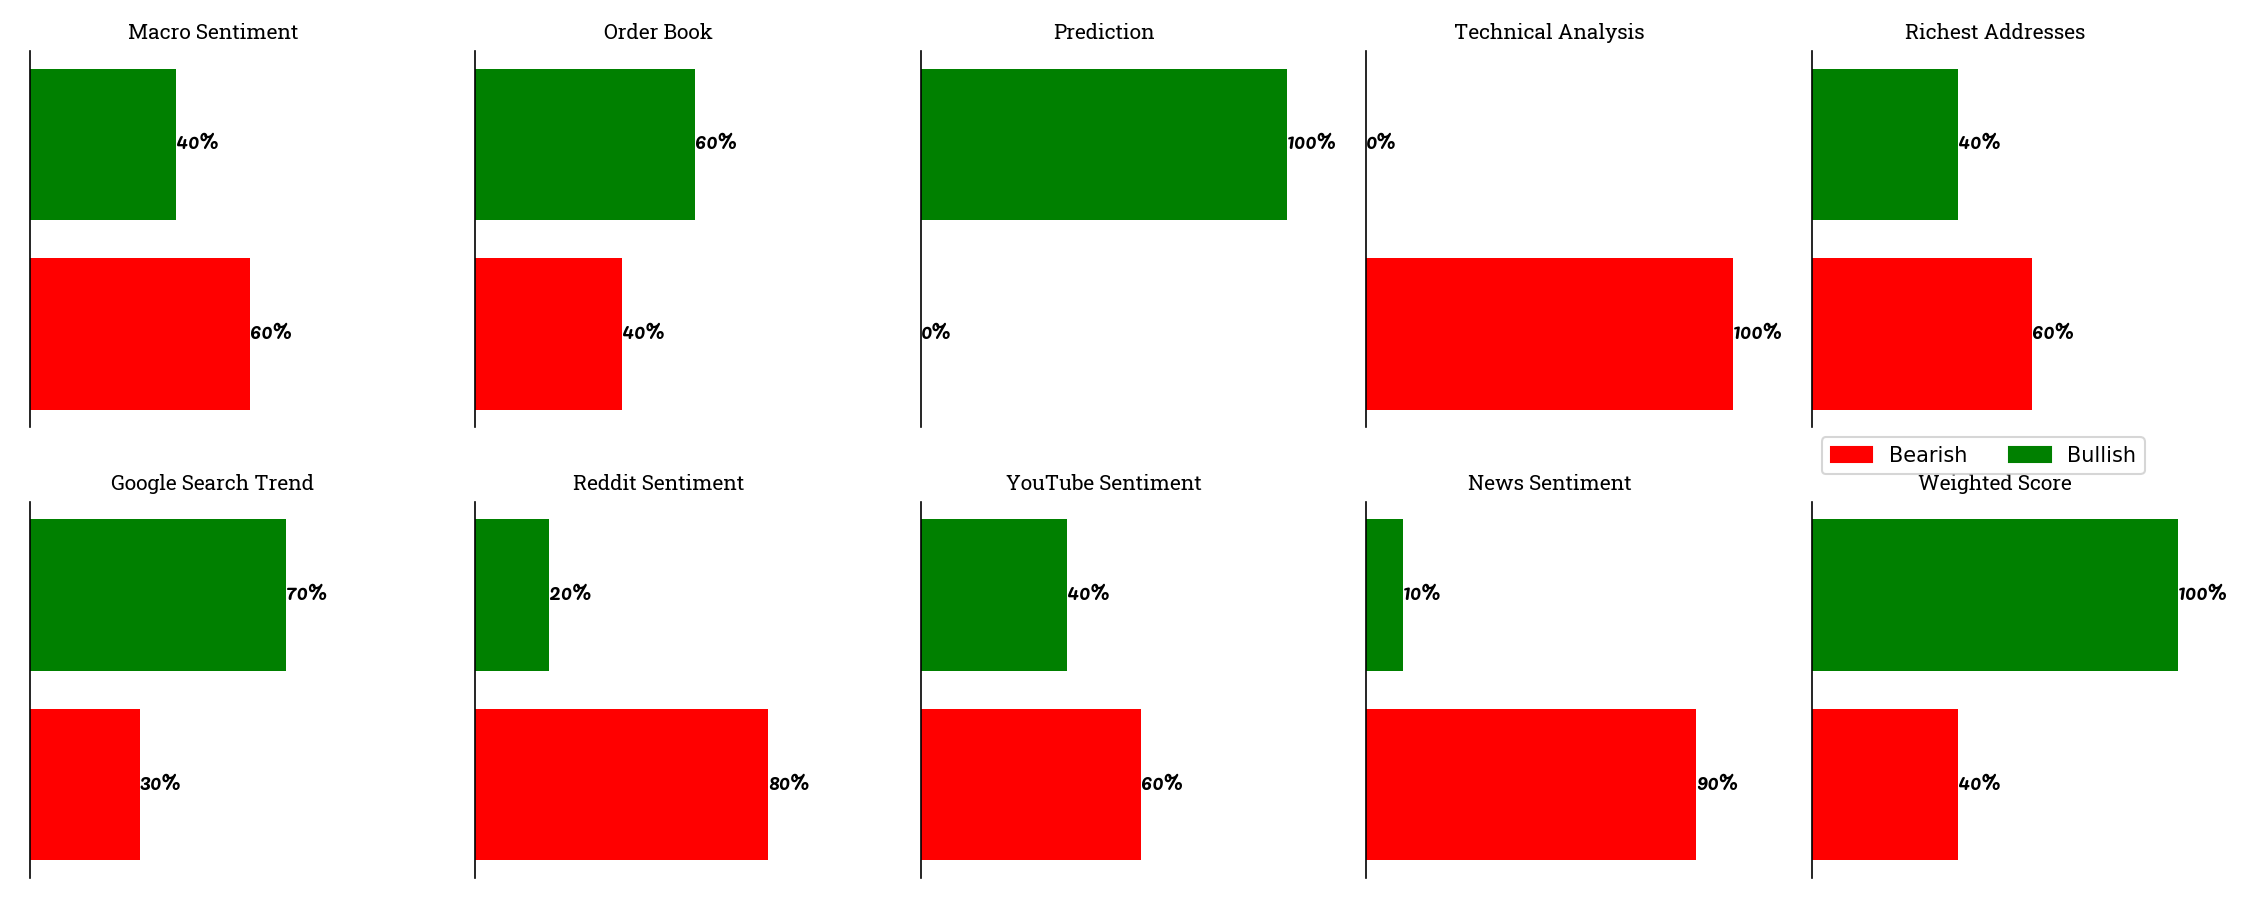 Macro Sentiment
40%
60%
Order Book
60%
40%
Prediction
100%
0%
Technical Analysis
0%
100%
Richest Addresses
40%
60%
Bearish Bullish
Google Search Trend
70%
30%
Reddit Sentiment
20%
80%
YouTube Sentiment
40%
60%
News Sentiment
10%
90%
Weighted Score
100%
40%